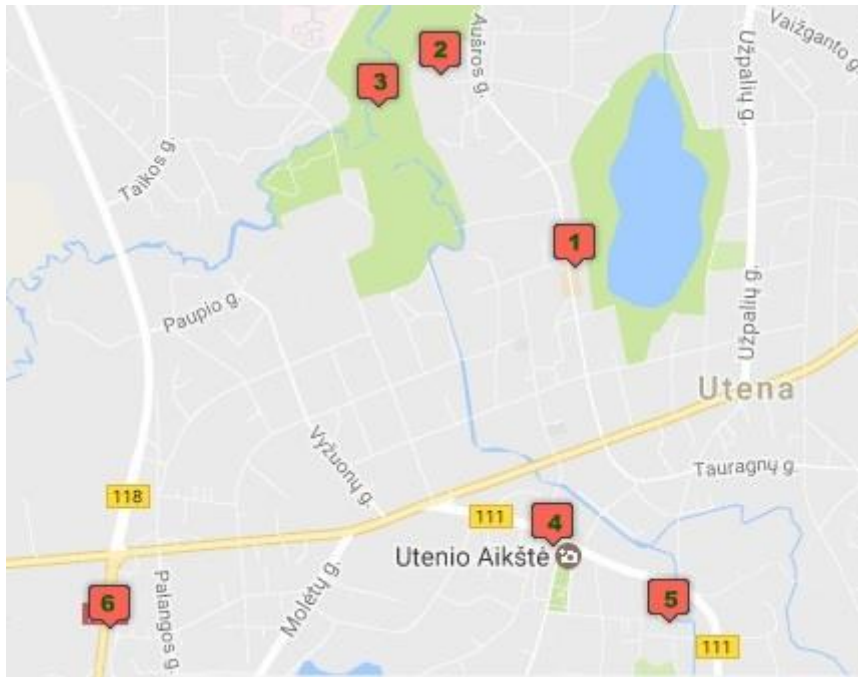 Vaižganto g.
Aušros g.
2
Užpalių g.
3
Taikos g.
1
Užpalių g.
Paupio g.
Utena
Vyžuonų g.
Tauragnų g.
118
111
4
Utenio Aikštė
Palangos g.
Molėtų g.
6
5
111